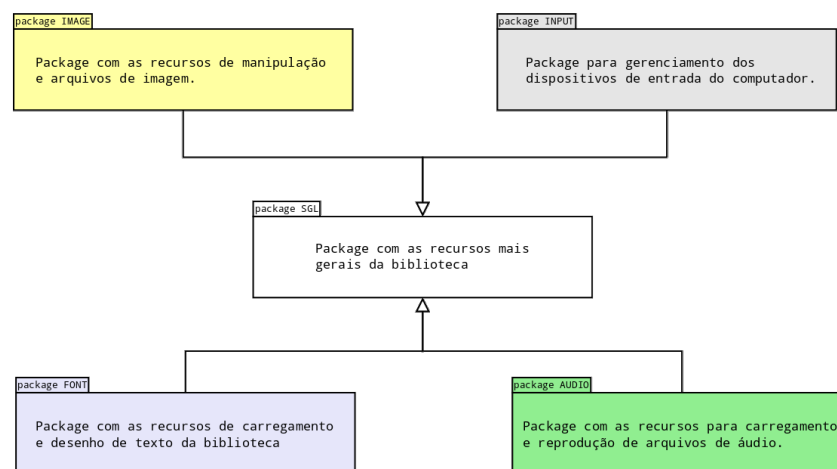 package IMAGE
Package com as recursos de manipulação
e arquivos de imagem.
package INPUT
Package para gerenciamento dos
dispositivos de entrada do computador.
package SGL
Package com as recursos mais
gerais da biblioteca
package FONT
Package com as recursos de carregamento
e desenho de texto da biblioteca
package AUDIO
Package com as recursos para carregamento
e reprodução de arquivos de áudio.